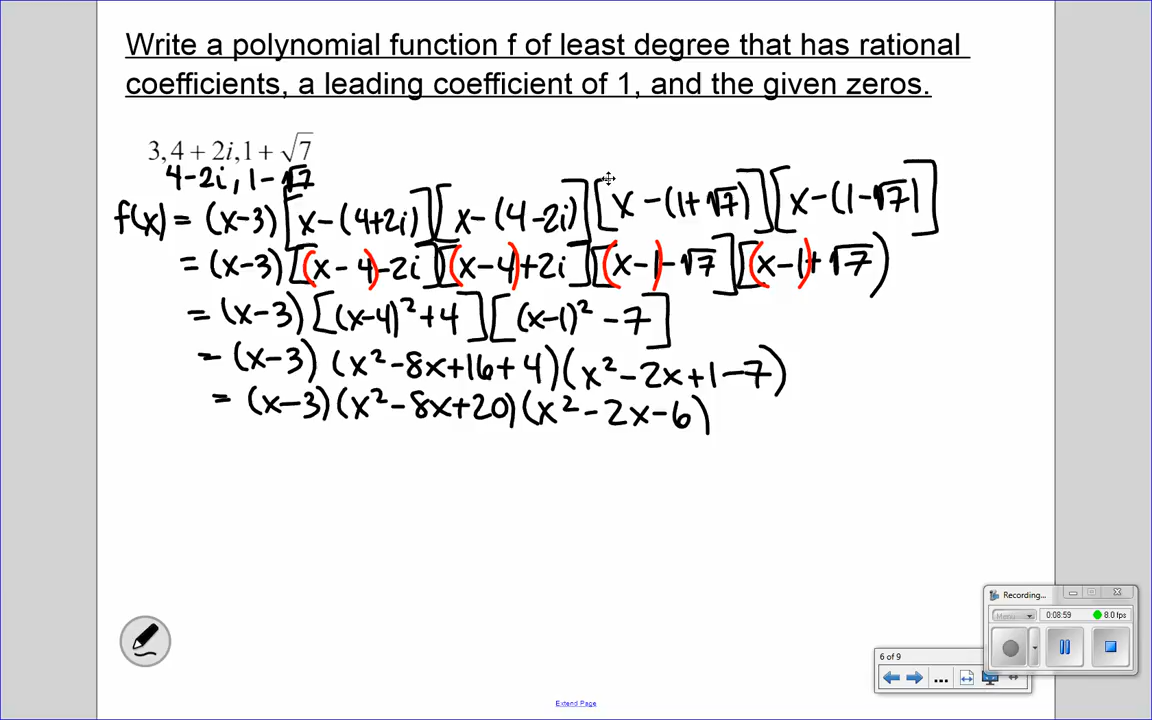 Write a polynomial function f of least degree that has rational
coefficients, a leading coefficient of 1, and the given zeros.
3, 4 + 2i, 1 + √7
4-2i, 1-√7
f(x) = (x-3)[x-(4+2i)][x-(4-2i)][x-(1+√7)][x-(1-√7)]
= (x-3)[(x-4)-2i][(x-4)+2i][(x-1)-√7][(x-1)+√7)
= (x-3)[(x-4)²+4][(x-1)²-7]
= (x-3)(x²-8x+16+4)(x²-2x+1-7)
= (x-3)(x²-8x+20)(x²-2x-6)
Recording...
Menu
0:08:59
8.0 fps
6 of 9
...
Extend Page